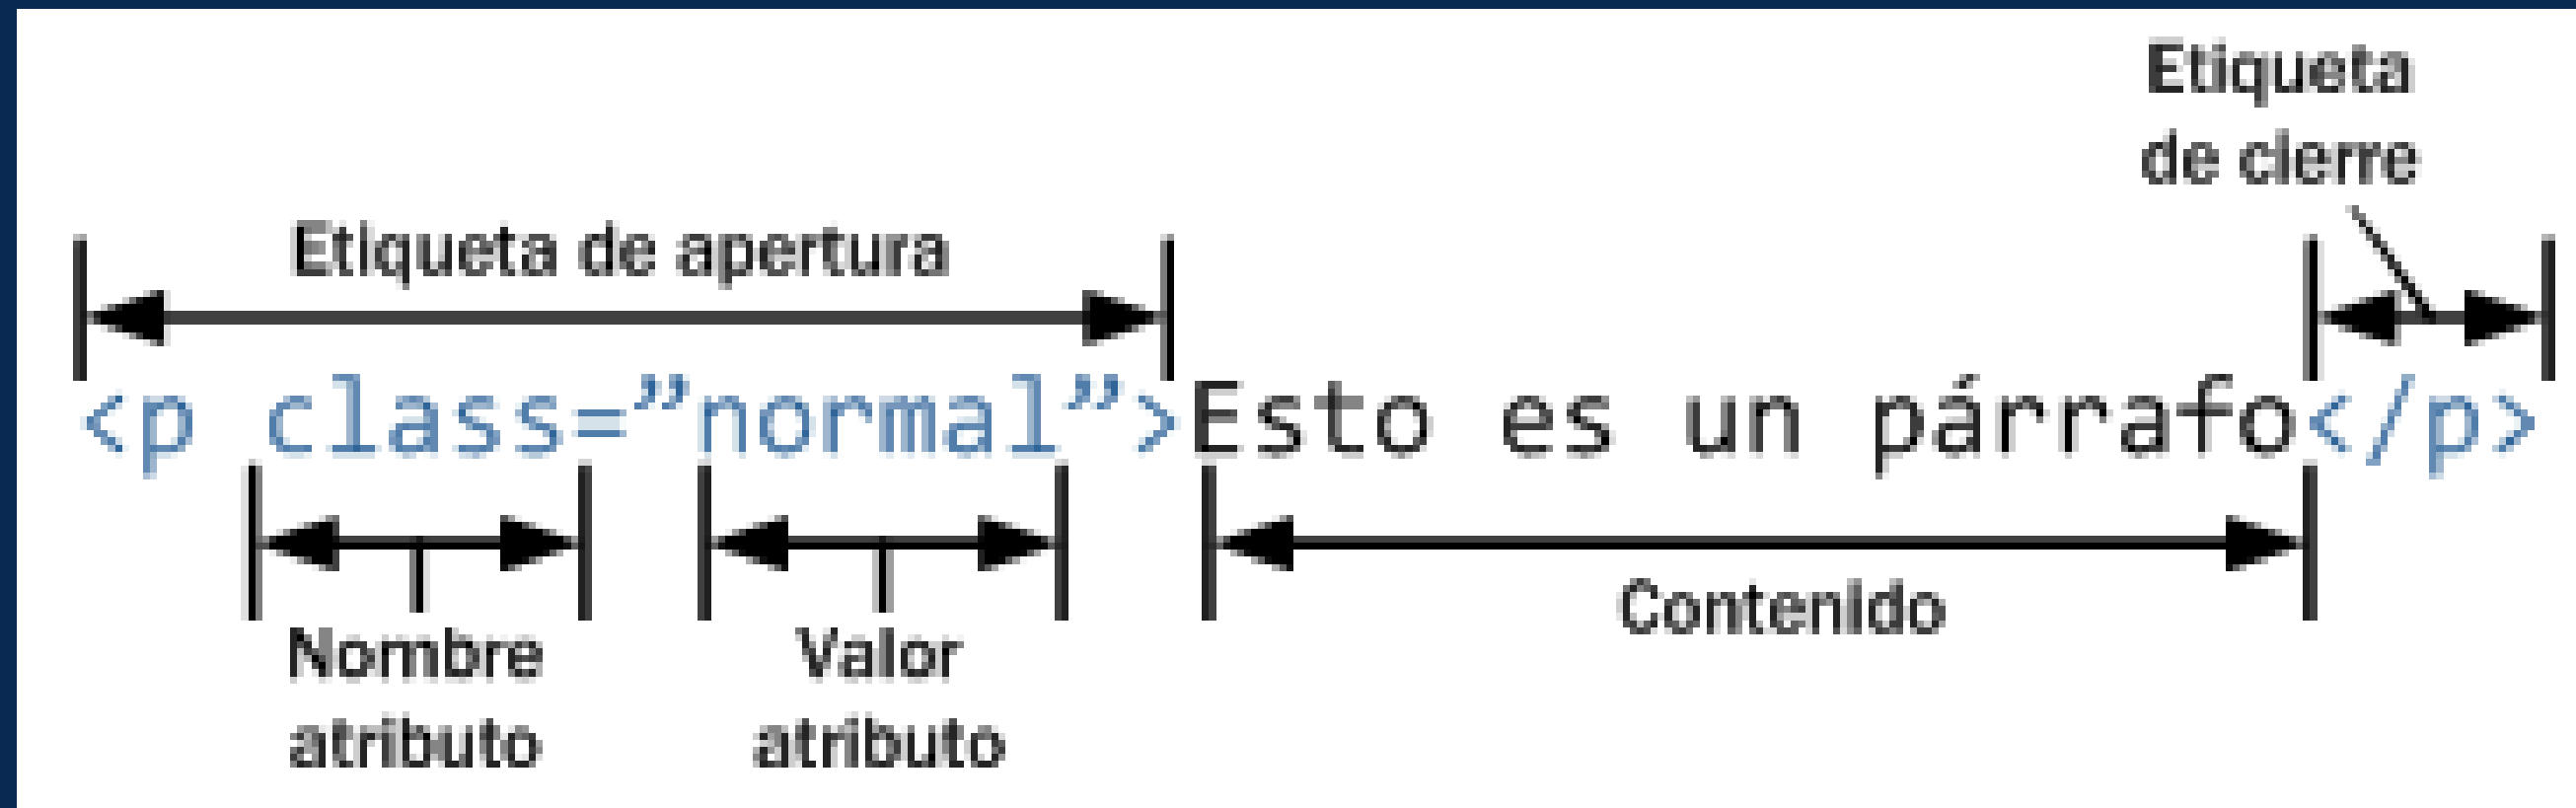 Etiqueta
de cierre
Etiqueta de apertura
<p class=”normal”>Esto es un párrafo</p>
Contenido
Nombre
atributo
Valor
atributo